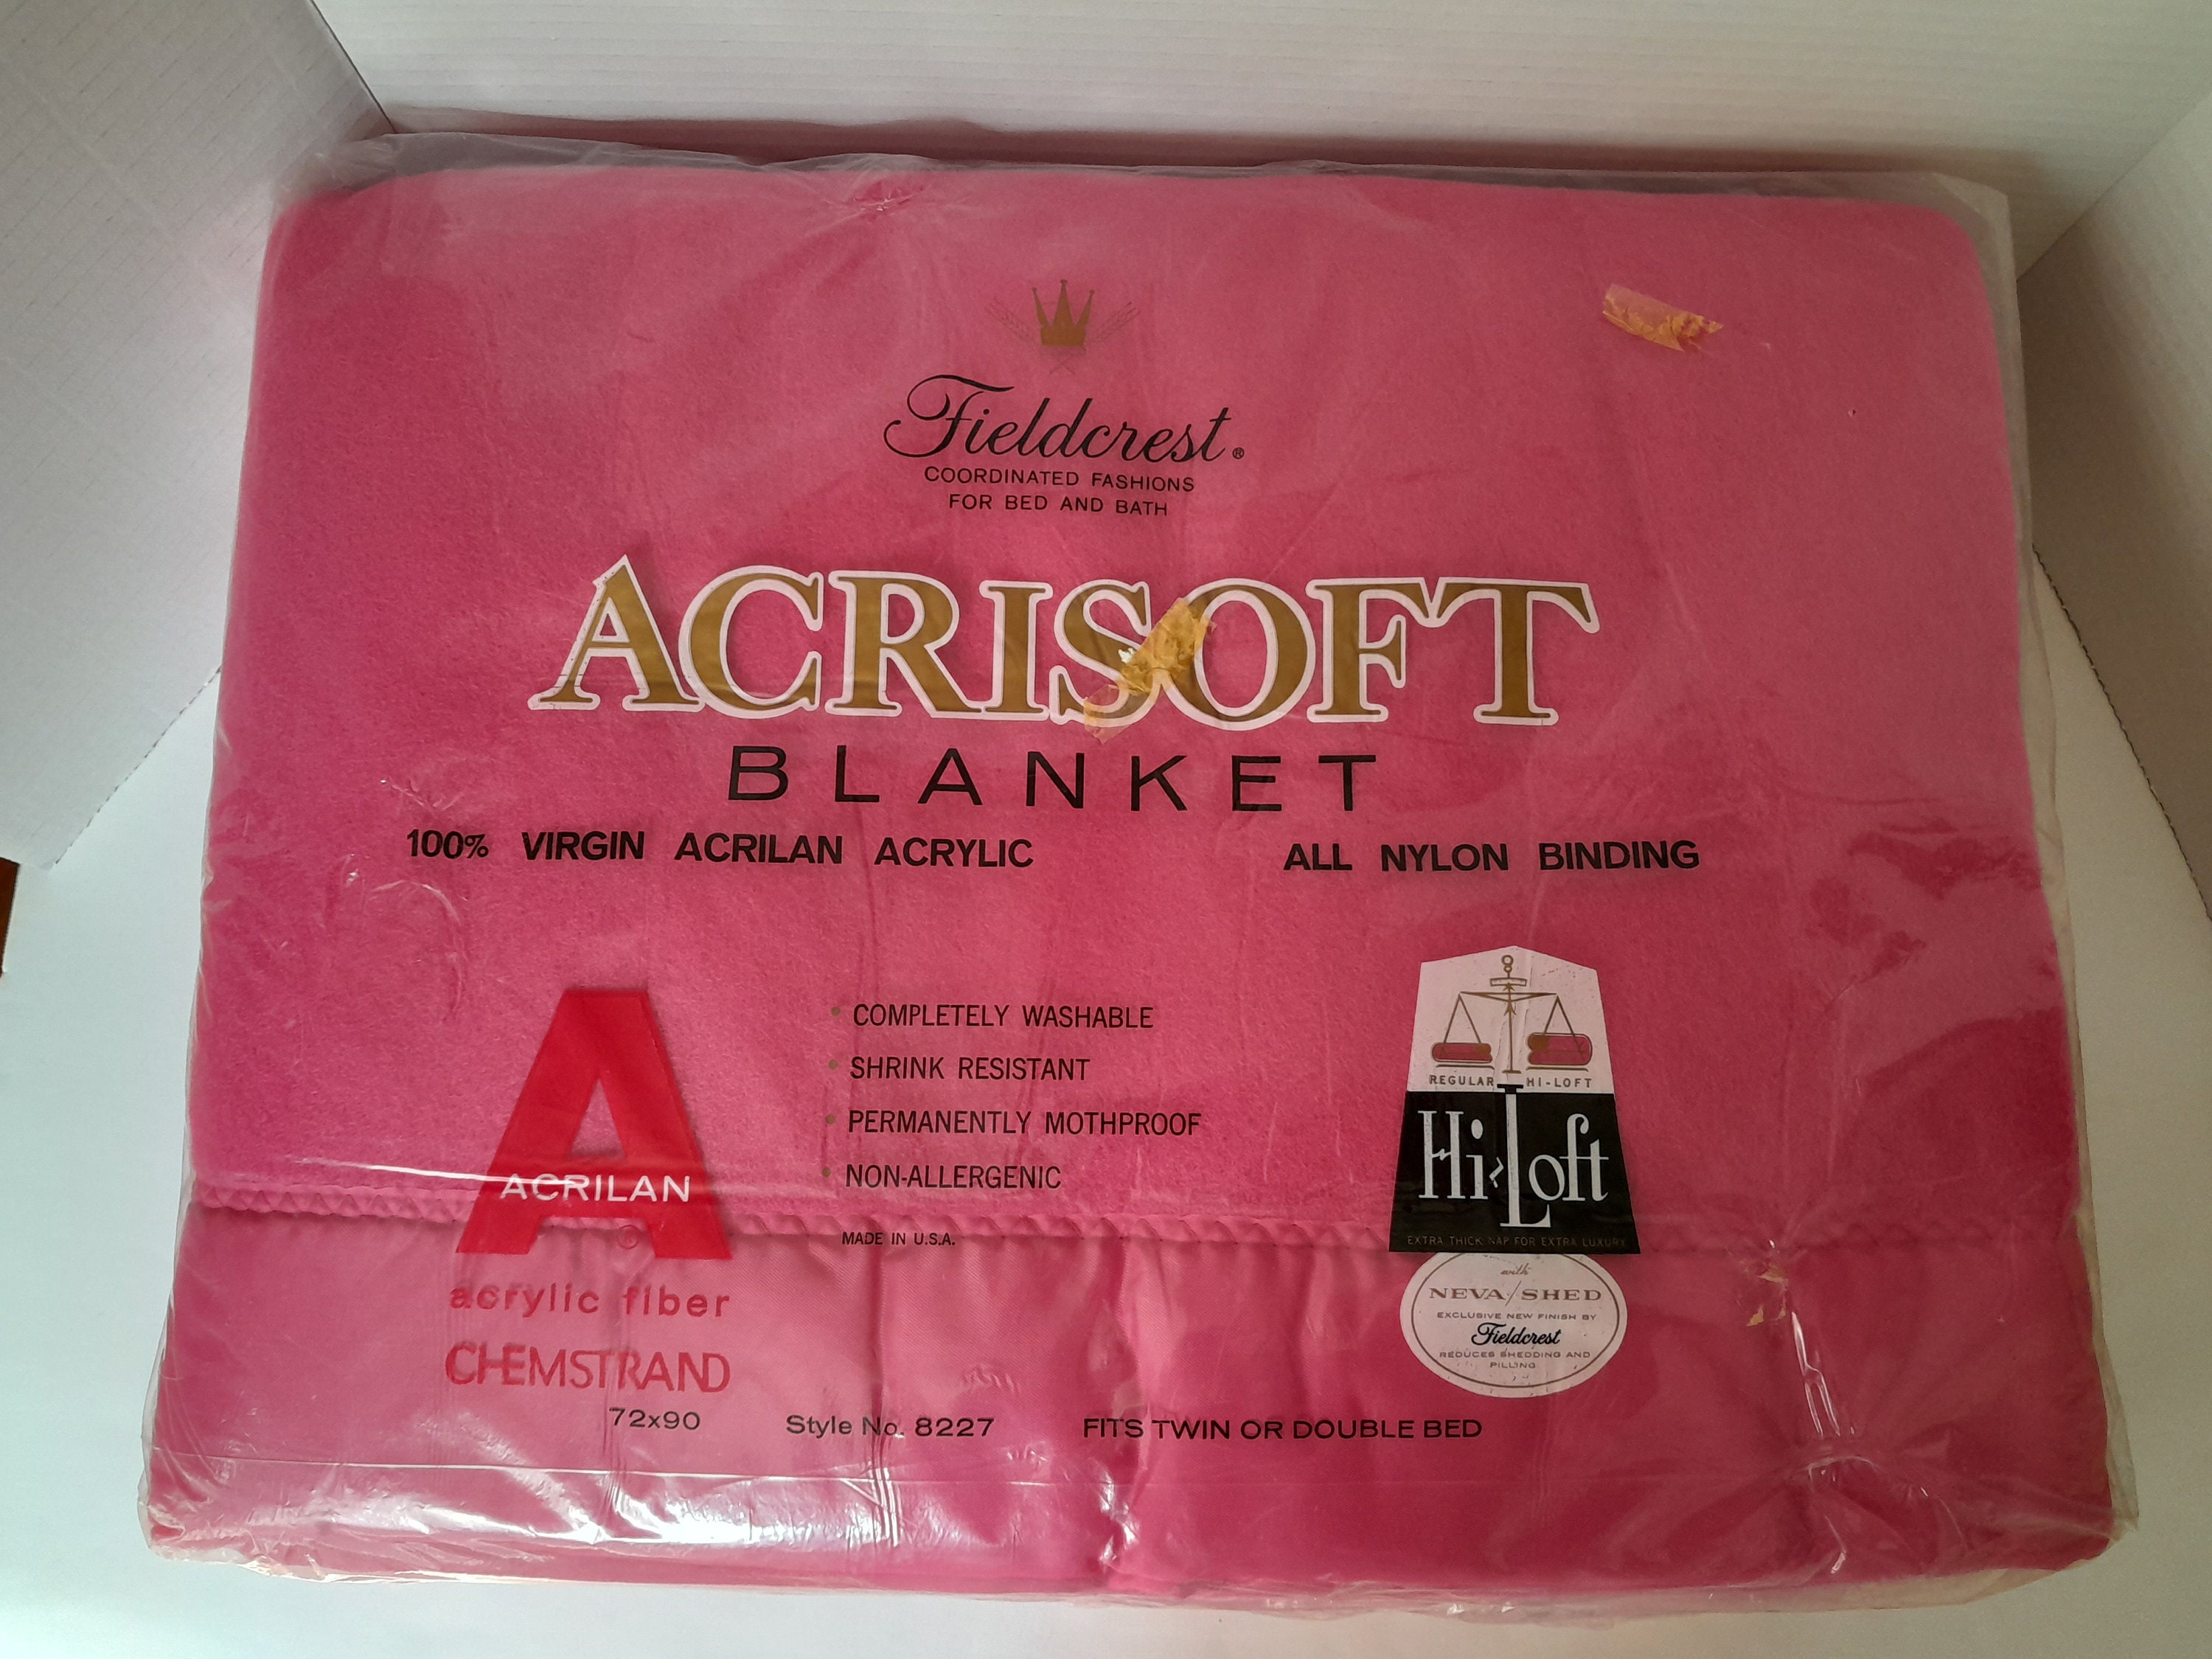 Fieldcrest®
COORDINATED FASHIONS
FOR BED AND BATH
ACRISOFT
BLANKET
100% VIRGIN ACRILAN ACRYLIC
ALL NYLON BINDING
A
ACRILAN
®
acrylic fiber
CHEMSTRAND
• COMPLETELY WASHABLE
• SHRINK RESISTANT
• PERMANENTLY MOTHPROOF
• NON-ALLERGENIC
MADE IN U.S.A.
REGULAR HI-LOFT
Hi-Loft
EXTRA THICK NAP FOR EXTRA LUXURY
with
NEVA/SHED
EXCLUSIVE NEW FINISH BY
Fieldcrest
REDUCES SHEDDING AND
PILLING
72x90 Style No. 8227 FITS TWIN OR DOUBLE BED